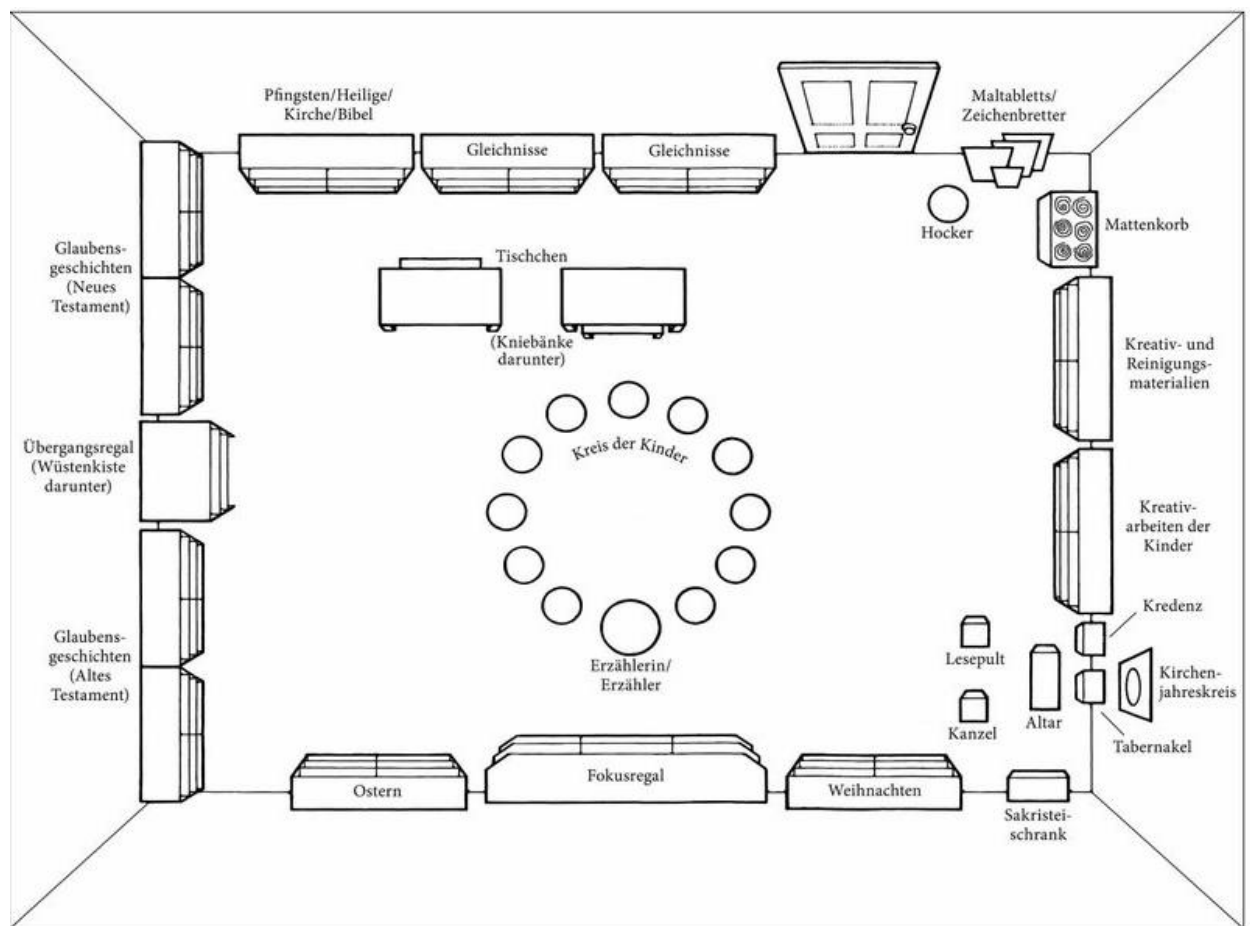 Pfingsten/Heilige/
Kirche/Bibel
Gleichnisse
Gleichnisse
Maltabletts/
Zeichenbretter
Hocker
Mattenkorb
Glaubens-
geschichten
(Neues
Testament)
Tischchen
(Kniebänke
darunter)
Kreativ- und
Reinigungs-
materialien
Kreis der Kinder
Übergangsregal
(Wüstenkiste
darunter)
Kreativ-
arbeiten der
Kinder
Glaubens-
geschichten
(Altes
Testament)
Erzählerin/
Erzähler
Kredenz
Lesepult
Kirchen-
jahreskreis
Kanzel
Altar
Tabernakel
Ostern
Fokusregal
Weihnachten
Sakristei-
schrank